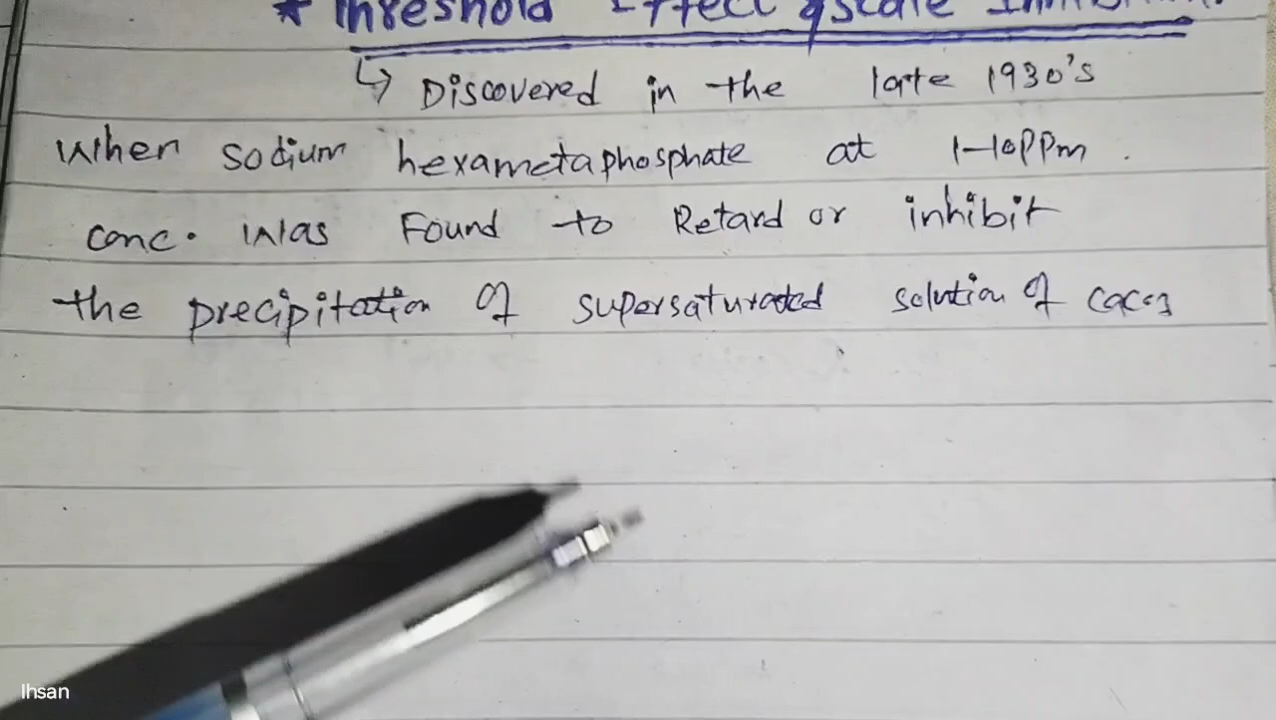 * Threshold Effect of scale Inhibition.
↳ Discovered in the late 1930's
When sodium hexametaphosphate at 1-10PPm.
conc. was Found to Retard or inhibit
the precipitation of supersaturated solution of CaCO3
Ihsan